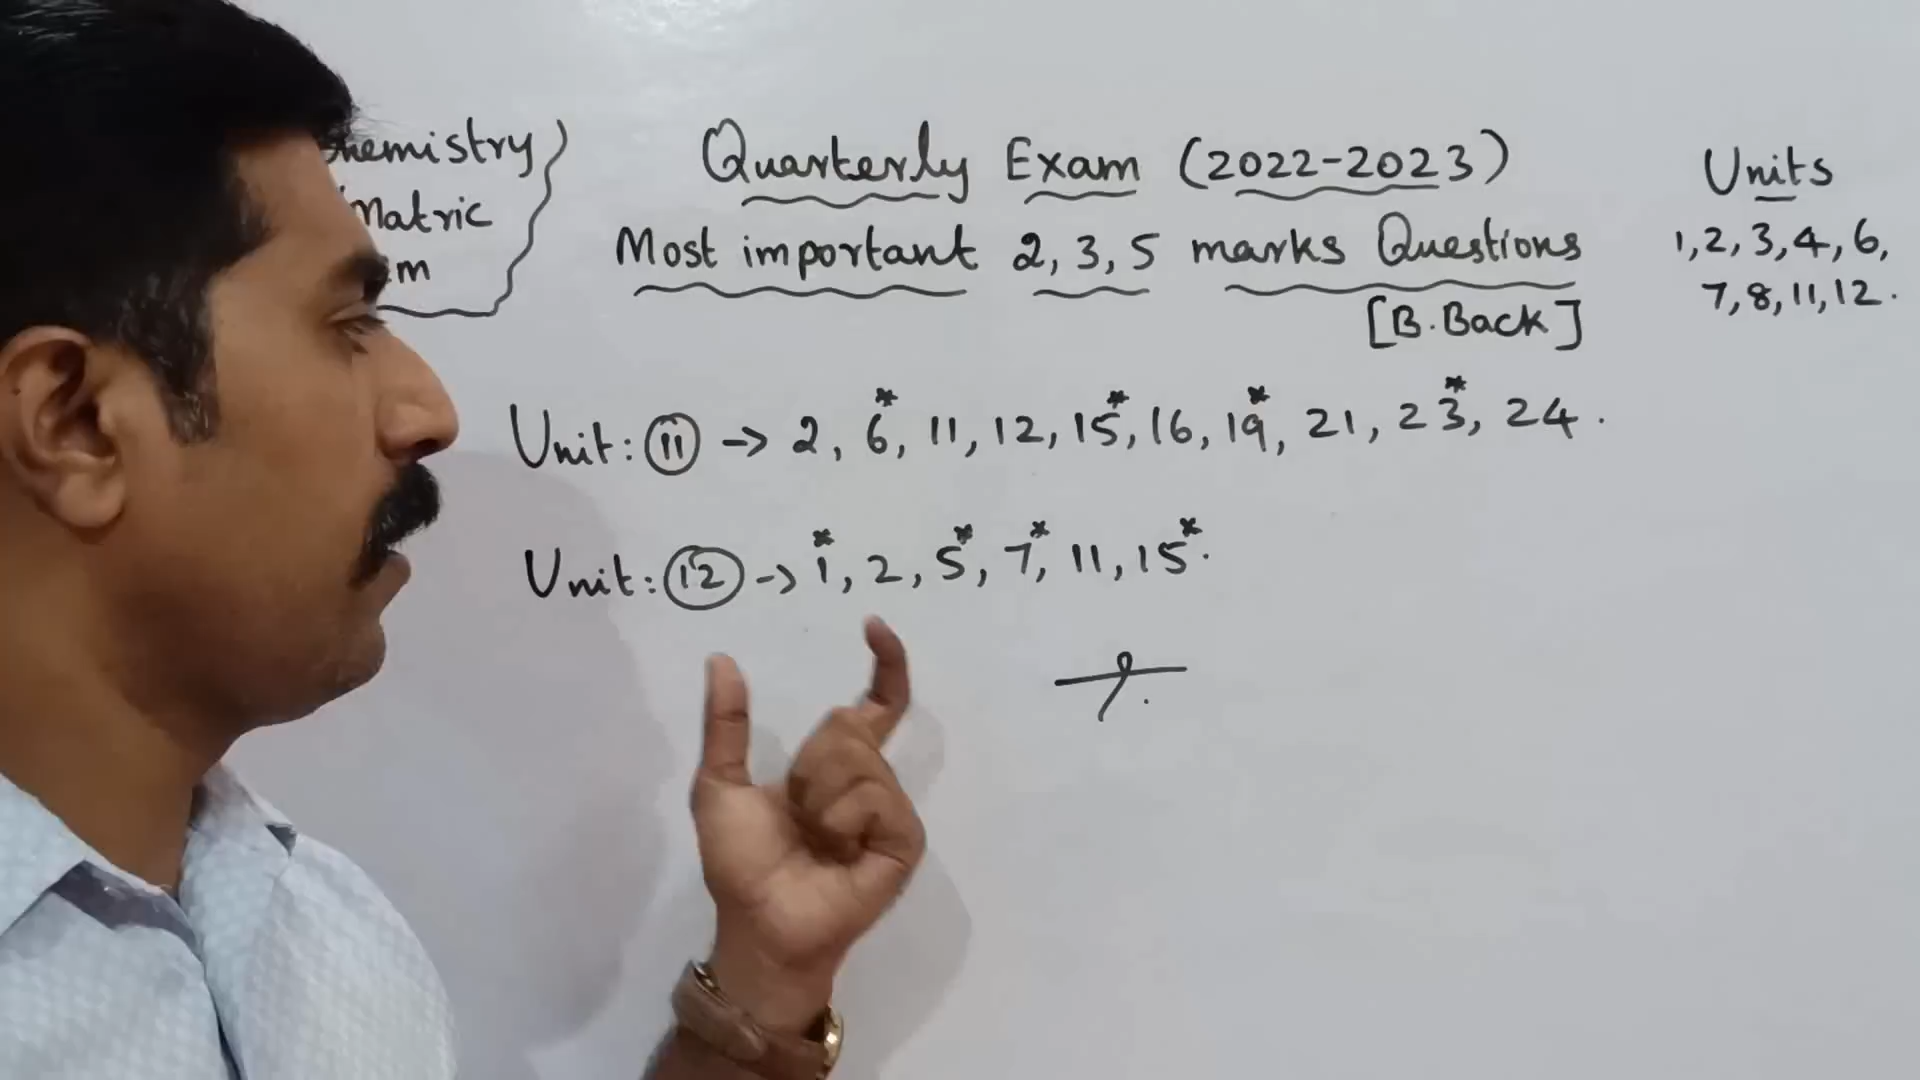 Matric
Quarterly Exam (2022-2023)
Most important 2, 3, 5 marks Questions
[B.Back]
Units
1, 2, 3, 4, 6,
7, 8, 11, 12.
Unit: 11 -> 2, 6*, 11, 12, 15*, 16, 19*, 21, 23*, 24.
Unit: 12 -> 1*, 2, 5*, 7*, 11, 15*.